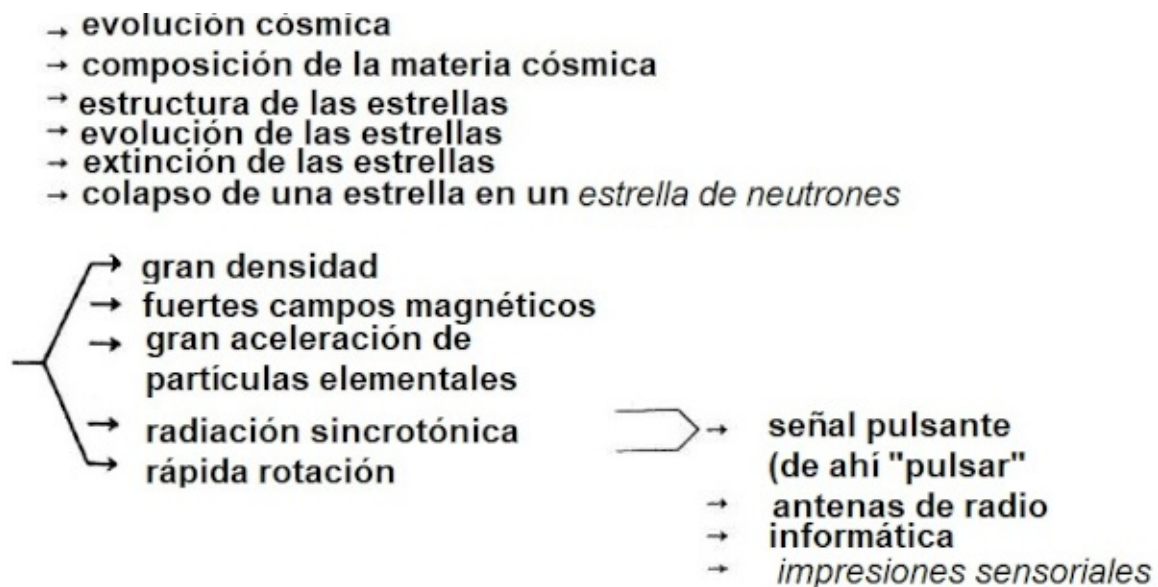 → evolución cósmica
→ composición de la materia cósmica
→ estructura de las estrellas
→ evolución de las estrellas
→ extinción de las estrellas
→ colapso de una estrella en un estrella de neutrones
→ gran densidad
→ fuertes campos magnéticos
→ gran aceleración de
partículas elementales
→ radiación sincrotónica
→ rápida rotación
→ señal pulsante
(de ahí "pulsar"
→ antenas de radio
→ informática
→ impresiones sensoriales